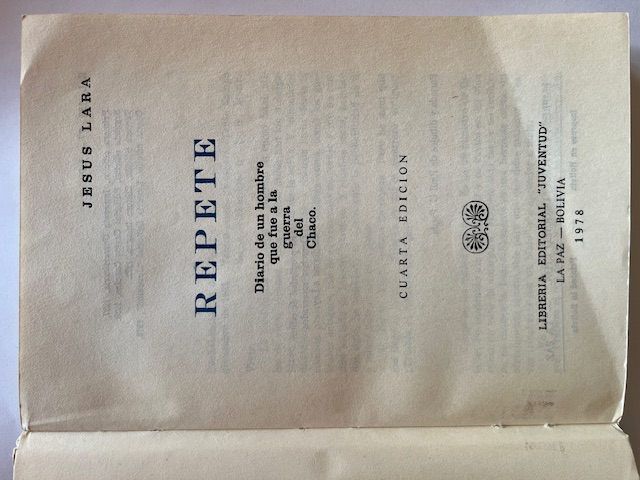 JESUS LARA
REPETE
Diario de un hombre
que fue a la
guerra
del
Chaco.
CUARTA EDICION
LIBRERIA EDITORIAL "JUVENTUD"
LA PAZ — BOLIVIA
1978